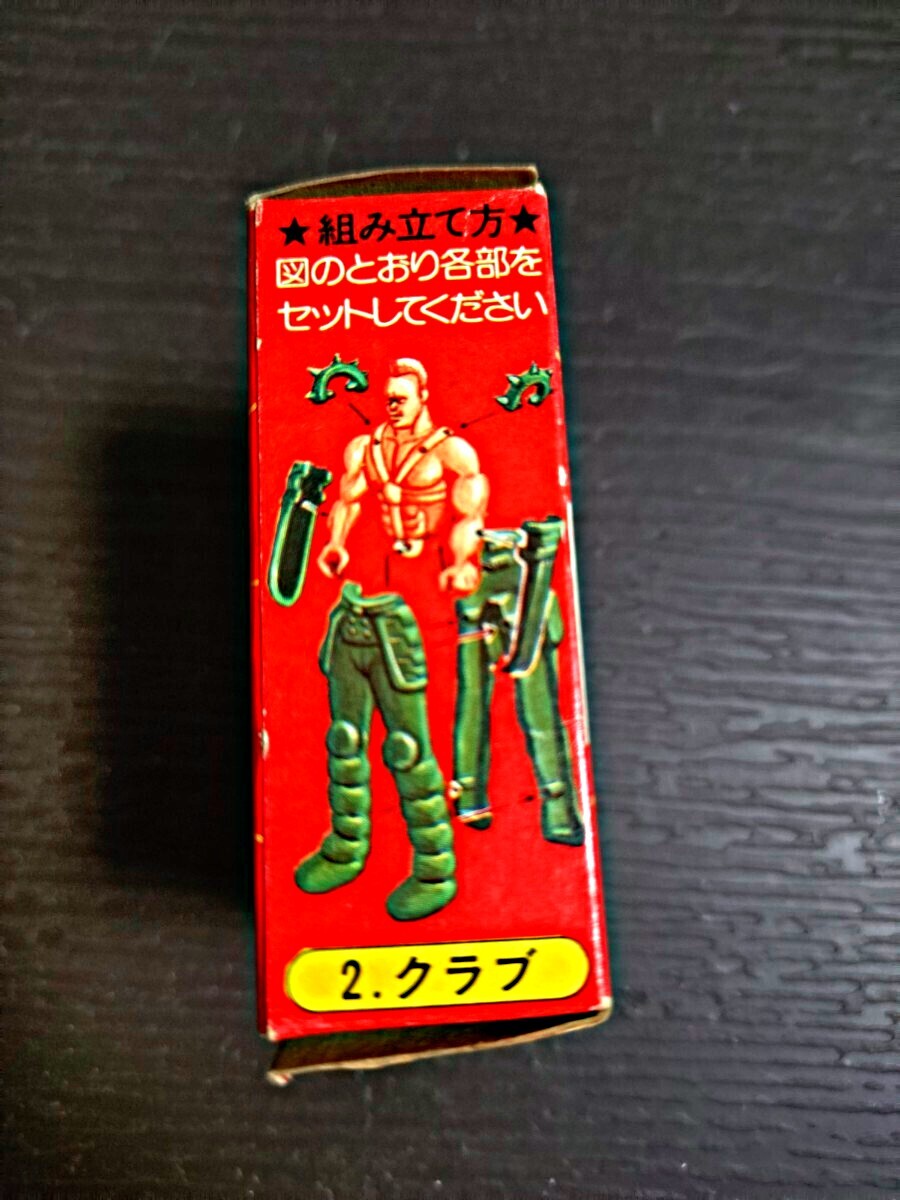 ★組み立て方★
図のとおり各部を
セットしてください
2.クラブ